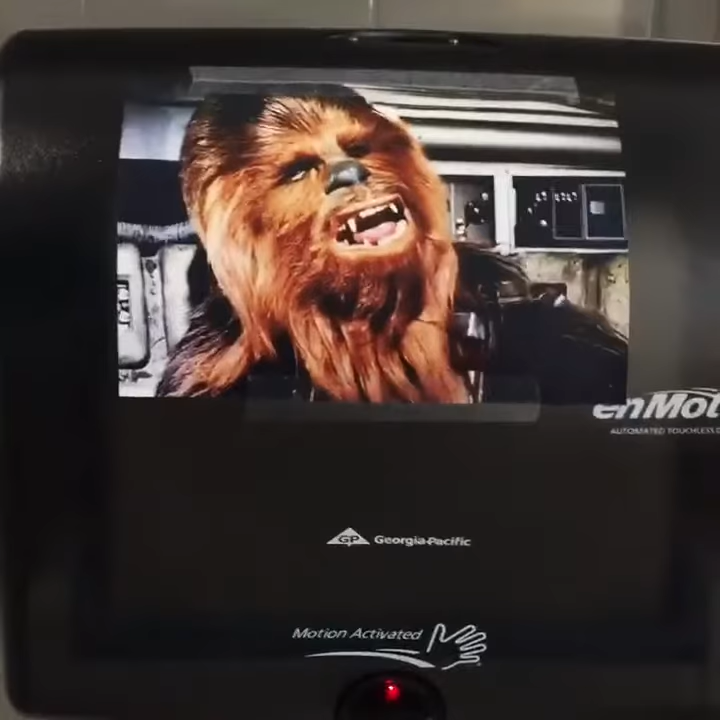 enMot
AUTOMATED TOUCHLESS
GP Georgia-Pacific
Motion Activated